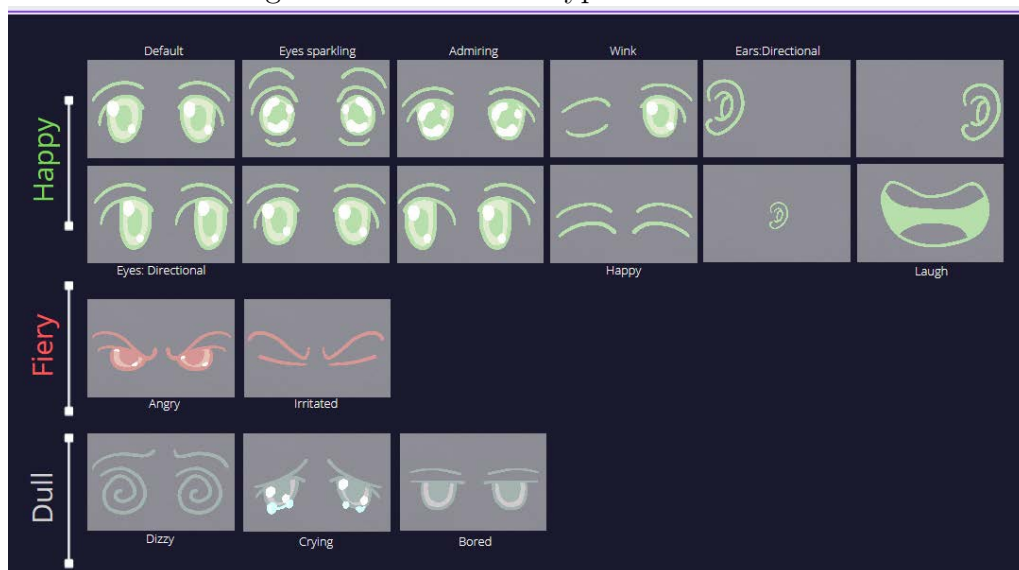 Default Eyes sparkling Admiring Wink Ears:Directional
Happy
Eyes: Directional Happy Laugh
Fiery
Angry Irritated
Dull
Dizzy Crying Bored